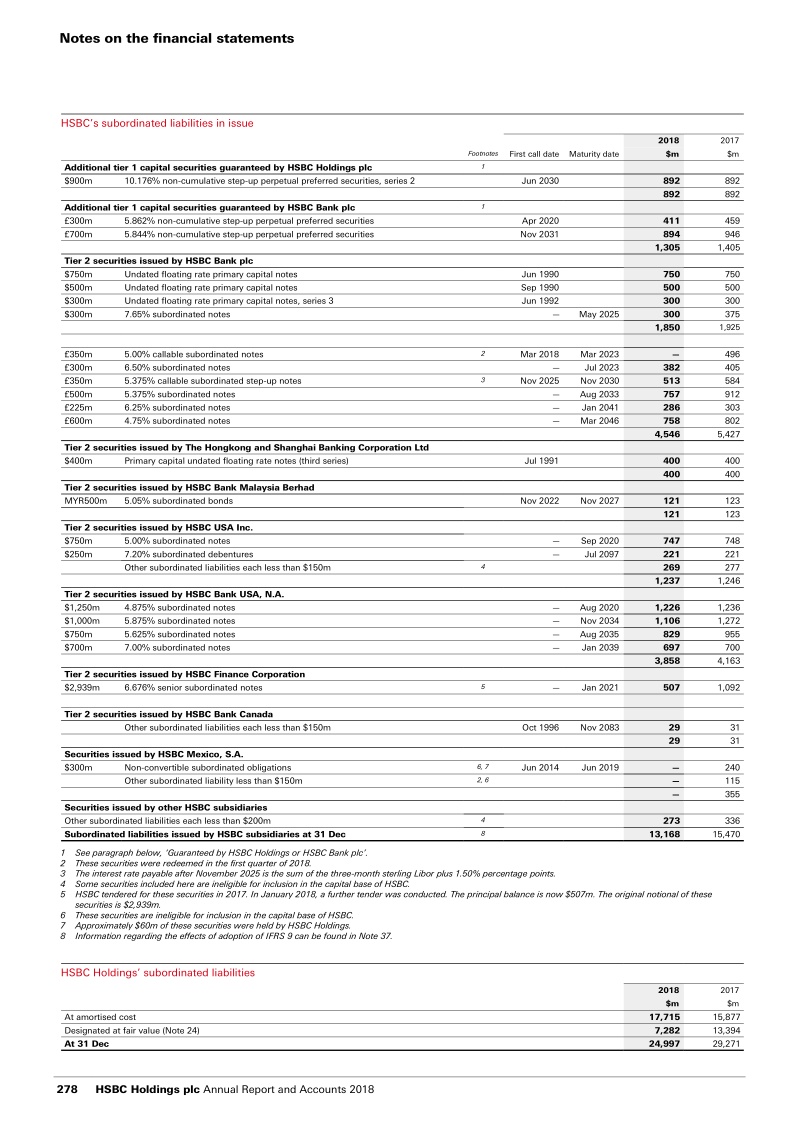 Notes on the financial statements
HSBC's subordinated liabilities in issue
2018 2017
Footnotes First call date Maturity date $m $m
Additional tier 1 capital securities guaranteed by HSBC Holdings plc 1
$900m 10.176% non-cumulative step-up perpetual preferred securities, series 2 Jun 2030 892 892
892 892
Additional tier 1 capital securities guaranteed by HSBC Bank plc 1
£300m 5.862% non-cumulative step-up perpetual preferred securities Apr 2020 411 459
£700m 5.844% non-cumulative step-up perpetual preferred securities Nov 2031 894 946
1,305 1,405
Tier 2 securities issued by HSBC Bank plc
$750m Undated floating rate primary capital notes Jun 1990 750 750
$500m Undated floating rate primary capital notes Sep 1990 500 500
$300m Undated floating rate primary capital notes, series 3 Jun 1992 300 300
$300m 7.65% subordinated notes — May 2025 300 375
1,850 1,925
£350m 5.00% callable subordinated notes 2 Mar 2018 Mar 2023 — 496
£300m 6.50% subordinated notes — Jul 2023 382 405
£350m 5.375% callable subordinated step-up notes 3 Nov 2025 Nov 2030 513 584
£500m 5.375% subordinated notes — Aug 2033 757 912
£225m 6.25% subordinated notes — Jan 2041 286 303
£600m 4.75% subordinated notes — Mar 2046 758 802
4,546 5,427
Tier 2 securities issued by The Hongkong and Shanghai Banking Corporation Ltd
$400m Primary capital undated floating rate notes (third series) Jul 1991 400 400
400 400
Tier 2 securities issued by HSBC Bank Malaysia Berhad
MYR500m 5.05% subordinated bonds Nov 2022 Nov 2027 121 123
121 123
Tier 2 securities issued by HSBC USA Inc.
$750m 5.00% subordinated notes — Sep 2020 747 748
$250m 7.20% subordinated debentures — Jul 2097 221 221
Other subordinated liabilities each less than $150m 4 269 277
1,237 1,246
Tier 2 securities issued by HSBC Bank USA, N.A.
$1,250m 4.875% subordinated notes — Aug 2020 1,226 1,236
$1,000m 5.875% subordinated notes — Nov 2034 1,106 1,272
$750m 5.625% subordinated notes — Aug 2035 829 955
$700m 7.00% subordinated notes — Jan 2039 697 700
3,858 4,163
Tier 2 securities issued by HSBC Finance Corporation
$2,939m 6.676% senior subordinated notes 5 — Jan 2021 507 1,092
Tier 2 securities issued by HSBC Bank Canada
Other subordinated liabilities each less than $150m Oct 1996 Nov 2083 29 31
29 31
Securities issued by HSBC Mexico, S.A.
$300m Non-convertible subordinated obligations 6, 7 Jun 2014 Jun 2019 — 240
Other subordinated liability less than $150m 2, 6 — 115
— 355
Securities issued by other HSBC subsidiaries
Other subordinated liabilities each less than $200m 4 273 336
Subordinated liabilities issued by HSBC subsidiaries at 31 Dec 8 13,168 15,470
1 See paragraph below, 'Guaranteed by HSBC Holdings or HSBC Bank plc'.
2 These securities were redeemed in the first quarter of 2018.
3 The interest rate payable after November 2025 is the sum of the three-month sterling Libor plus 1.50% percentage points.
4 Some securities included here are ineligible for inclusion in the capital base of HSBC.
5 HSBC tendered for these securities in 2017. In January 2018, a further tender was conducted. The principal balance is now $507m. The original notional of these
securities is $2,939m.
6 These securities are ineligible for inclusion in the capital base of HSBC.
7 Approximately $60m of these securities were held by HSBC Holdings.
8 Information regarding the effects of adoption of IFRS 9 can be found in Note 37.
HSBC Holdings' subordinated liabilities
2018 2017
$m $m
At amortised cost 17,715 15,877
Designated at fair value (Note 24) 7,282 13,394
At 31 Dec 24,997 29,271
278 HSBC Holdings plc Annual Report and Accounts 2018